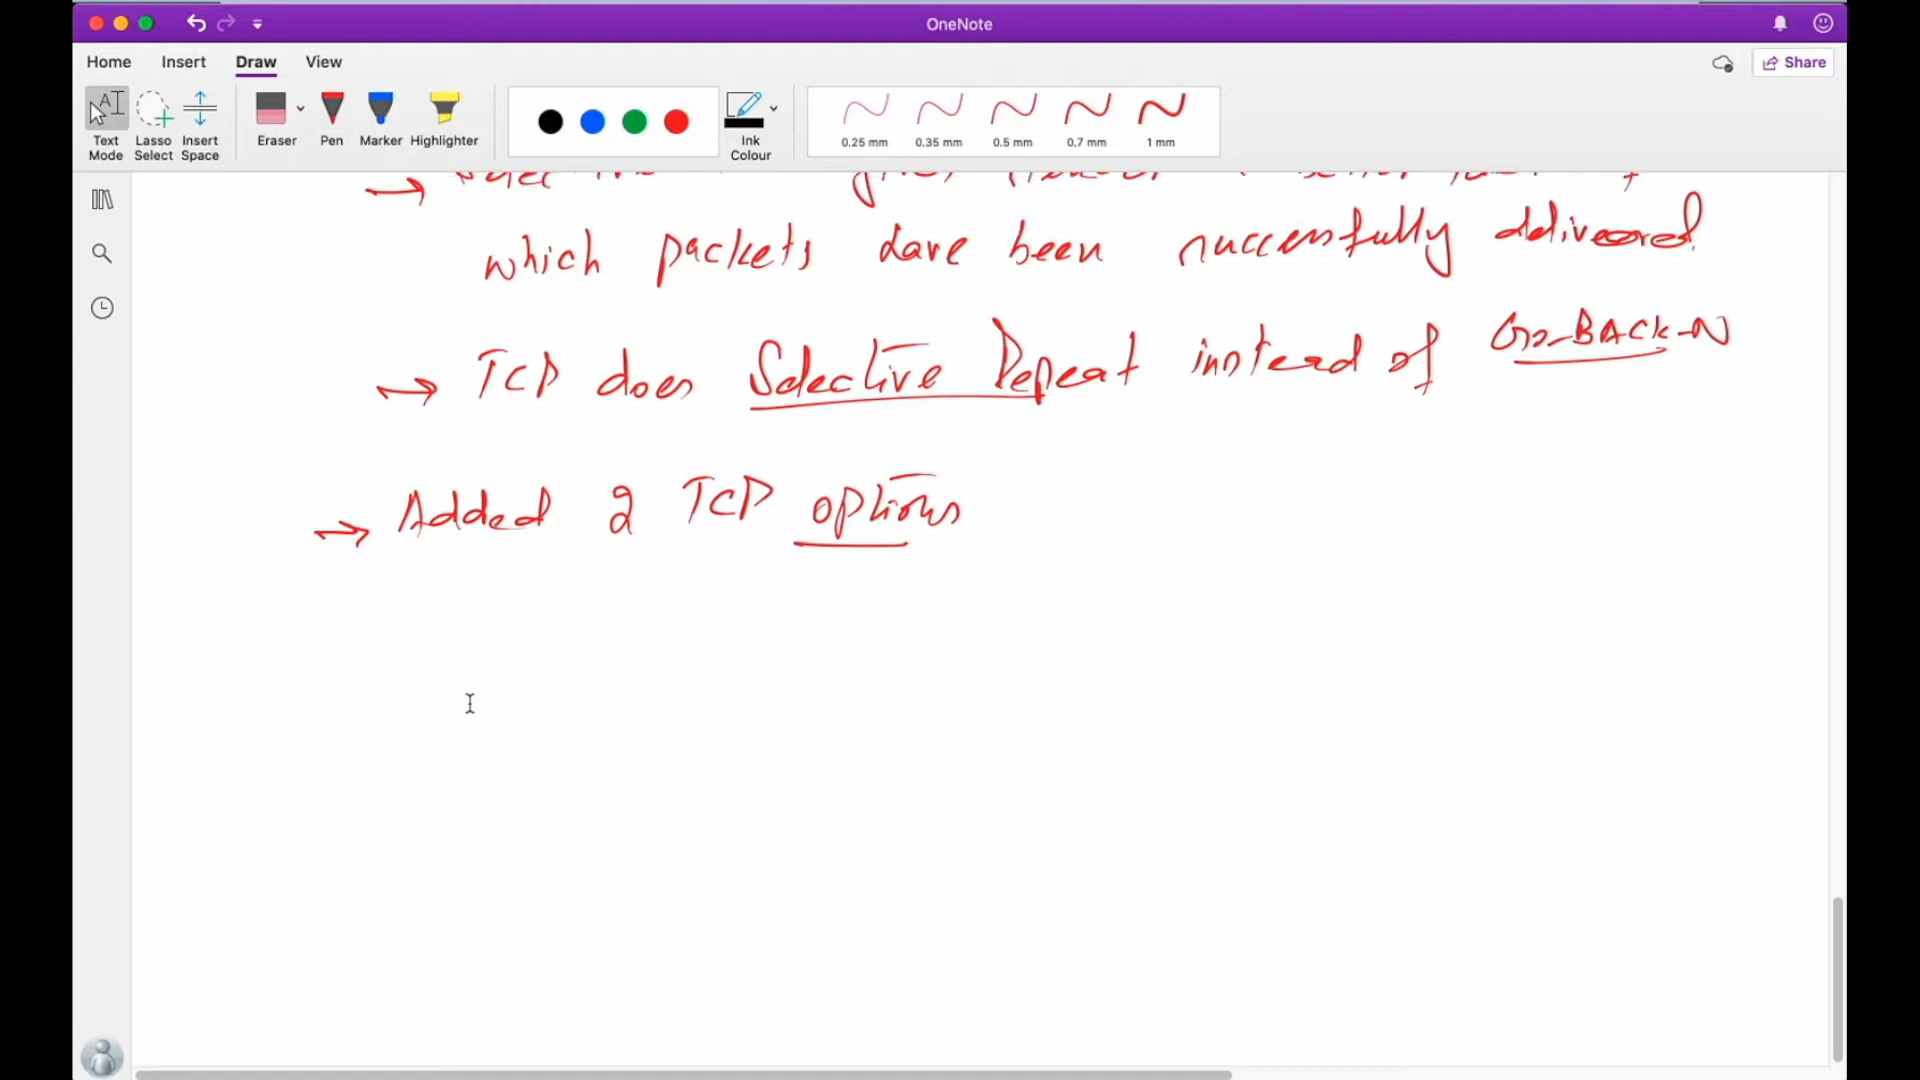 OneNote
Home Insert Draw View Share
Text Mode
Lasso Select
Insert Space
Eraser
Pen
Marker
Highlighter
Ink Colour
0.25 mm 0.35 mm 0.5 mm 0.7 mm 1 mm
which packets have been successfully delivered.
→ TCP does Selective Repeat instead of GO-BACK-N
→ Added 2 TCP options